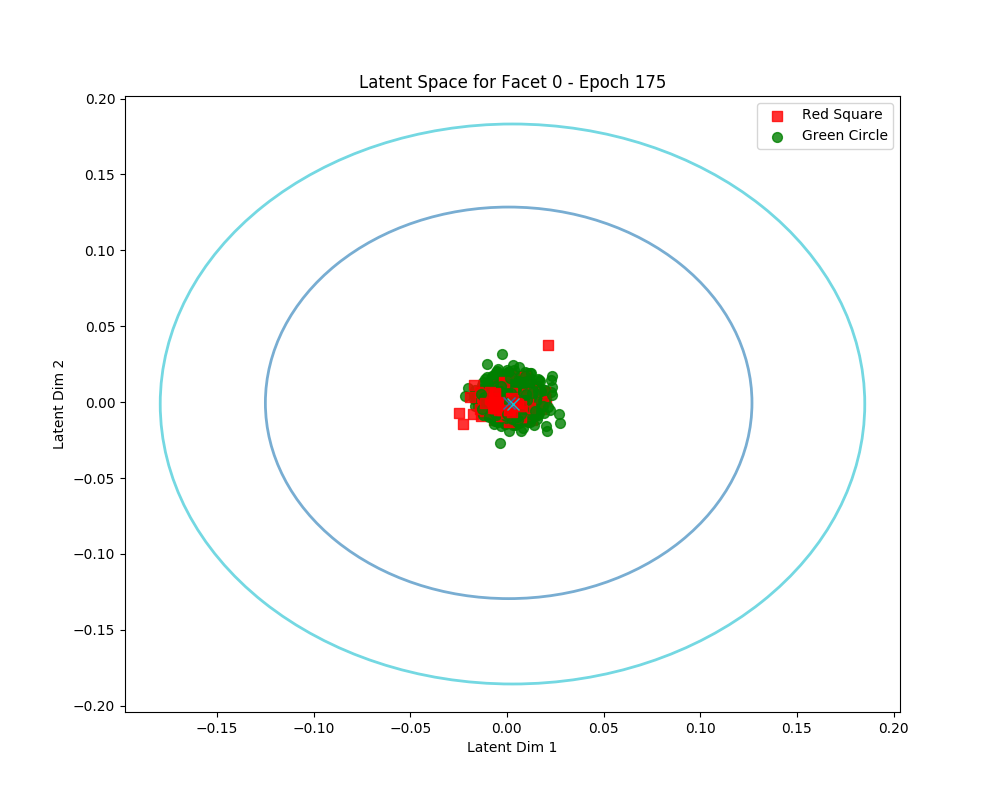 Latent Space for Facet 0 - Epoch 175
Red Square
Green Circle
0.20
0.15
0.10
0.05
0.00
−0.05
−0.10
−0.15
−0.20
Latent Dim 2
−0.15 −0.10 −0.05 0.00 0.05 0.10 0.15 0.20
Latent Dim 1